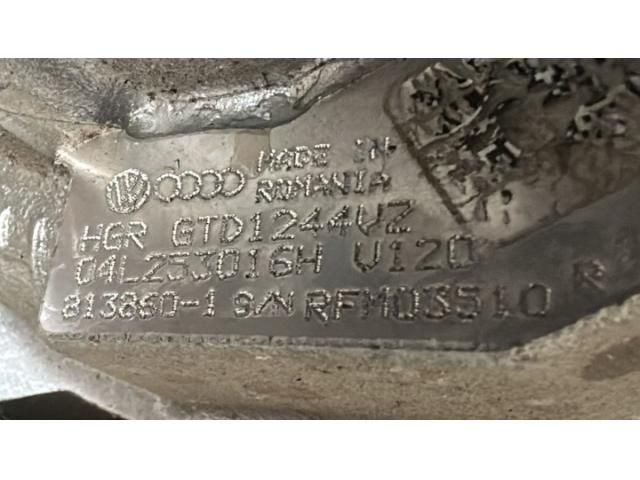 MADE IN
ROMANIA
HGR GTD1244VZ
04L253016H V120
813860-1 S/N RFM03510 R